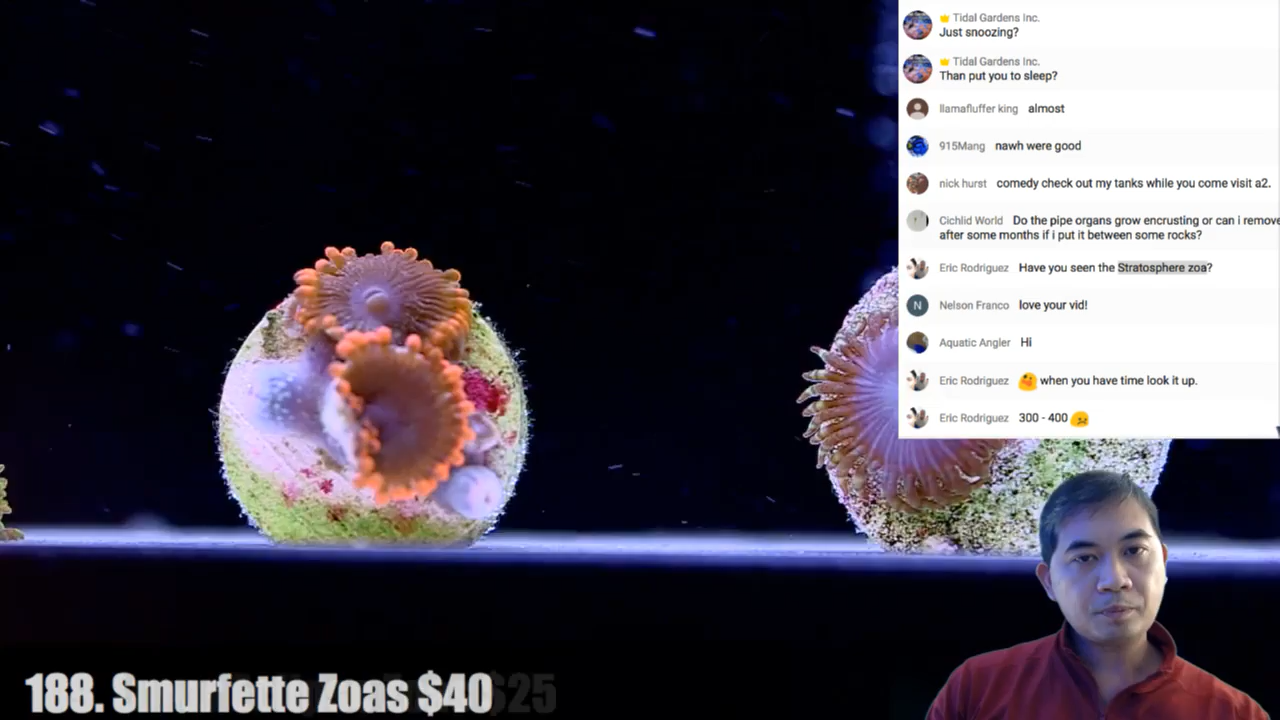 Tidal Gardens Inc.
Just snoozing?
Tidal Gardens Inc.
Than put you to sleep?
llamafluffer king almost
915Mang nawh were good
nick hurst comedy check out my tanks while you come visit a2.
Cichlid World Do the pipe organs grow encrusting or can i remove
after some months if i put it between some rocks?
Eric Rodriguez Have you seen the Stratosphere zoa?
N
Nelson Franco love your vid!
Aquatic Angler Hi
Eric Rodriguez when you have time look it up.
Eric Rodriguez 300 - 400
188. Smurfette Zoas $40
$25